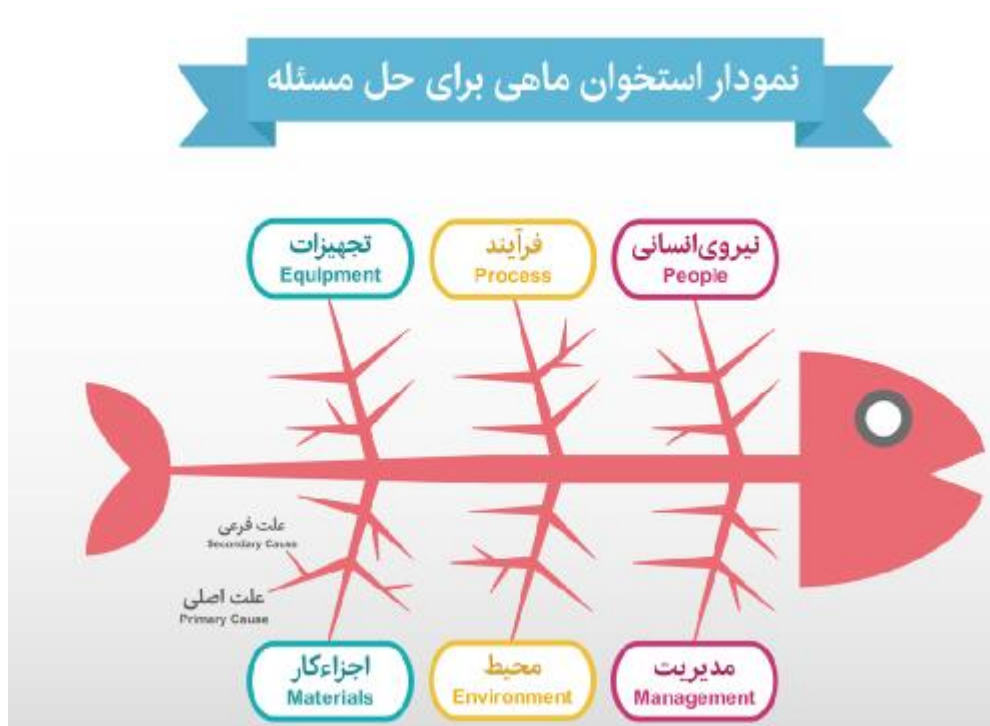 نمودار استخوان ماهی برای حل مسئله
نیروی‌انسانی
People
فرآیند
Process
تجهیزات
Equipment
علت فرعی
Secondary Cause
علت اصلی
Primary Cause
مدیریت
Management
محیط
Environment
اجزاءکار
Materials